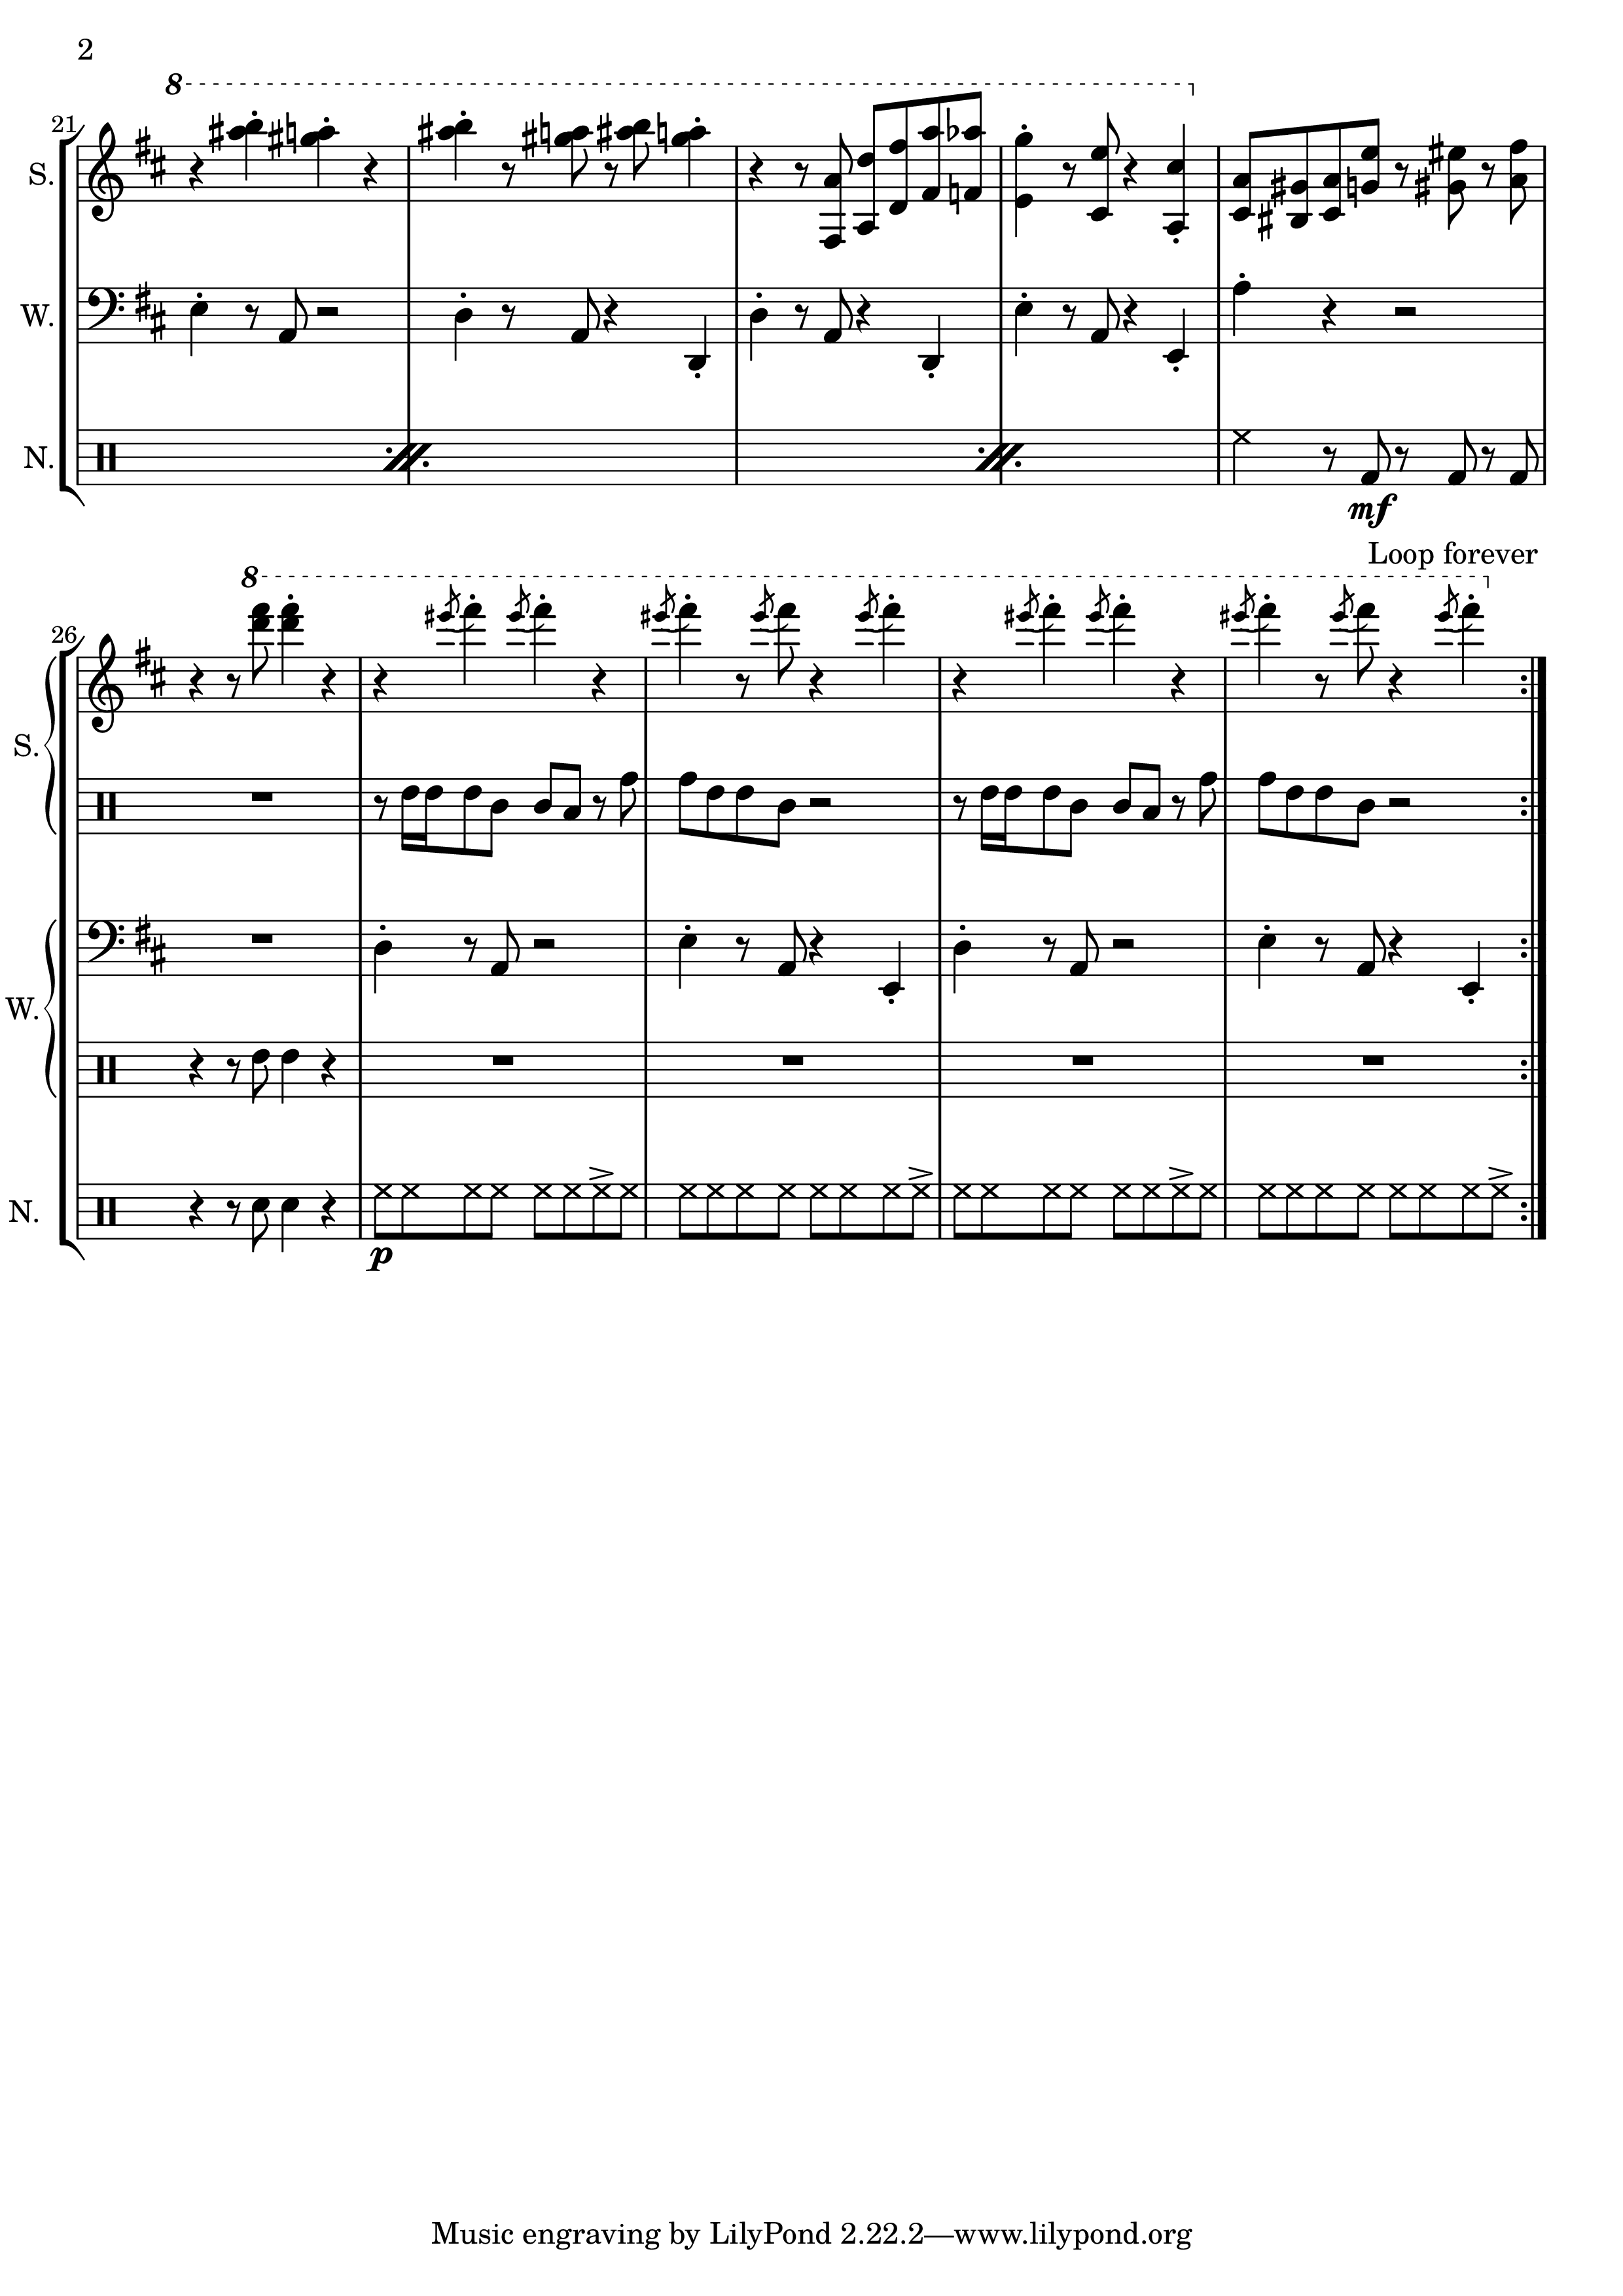 2
8
21
S.
W.
N.
mf
Loop forever
8
26
S.
W.
N.
p
Music engraving by LilyPond 2.22.2—www.lilypond.org